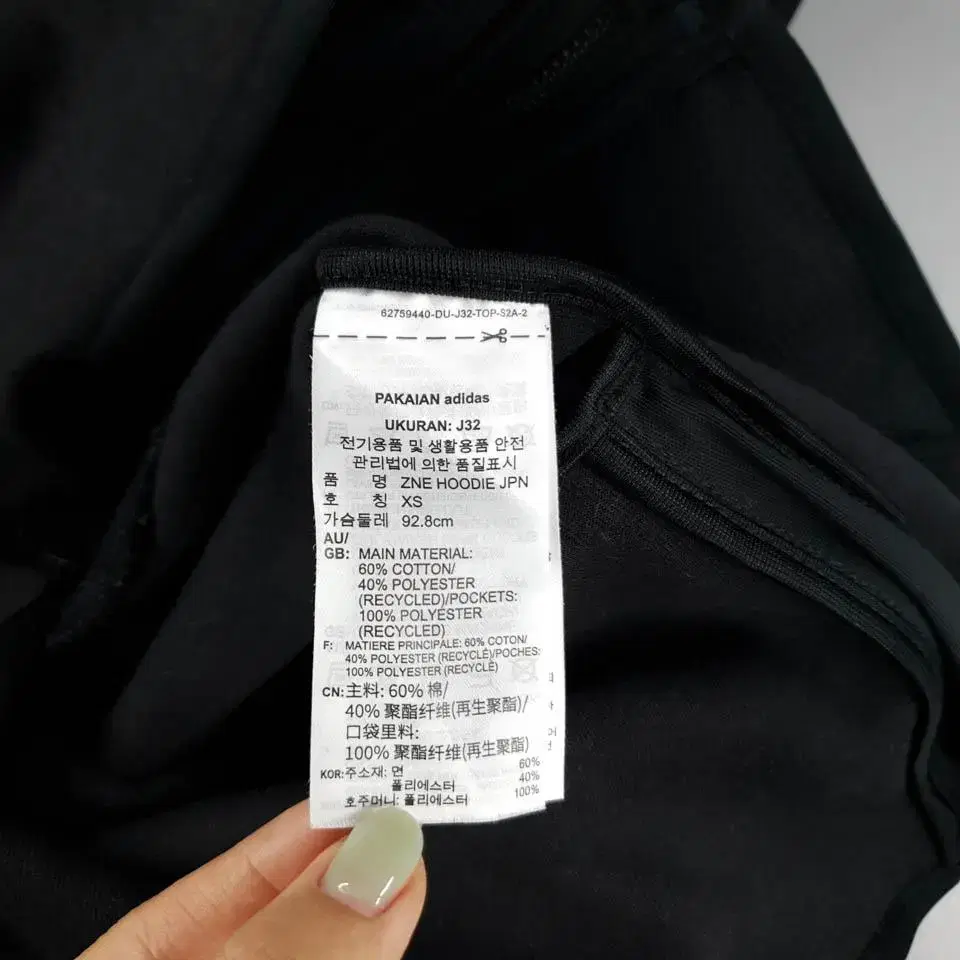 62759440-DU-J32-TOP-S2A-2
PAKAIAN adidas
UKURAN: J32
전기용품 및 생활용품 안전
관리법에 의한 품질표시
품 명 ZNE HOODIE JPN
호 칭 XS
가슴둘레 92.8cm
AU/
GB: MAIN MATERIAL:
60% COTTON/
40% POLYESTER
(RECYCLED)/POCKETS:
100% POLYESTER
(RECYCLED)
F: MATIERE PRINCIPALE: 60% COTON/
40% POLYESTER (RECYCLÉ)/POCHES:
100% POLYESTER (RECYCLÉ)
CN: 主料: 60% 棉/
40% 聚酯纤维(再生聚酯)/
口袋里料:
100% 聚酯纤维(再生聚酯)
KOR: 주소재: 면 60%
폴리에스터 40%
호주머니: 폴리에스터 100%